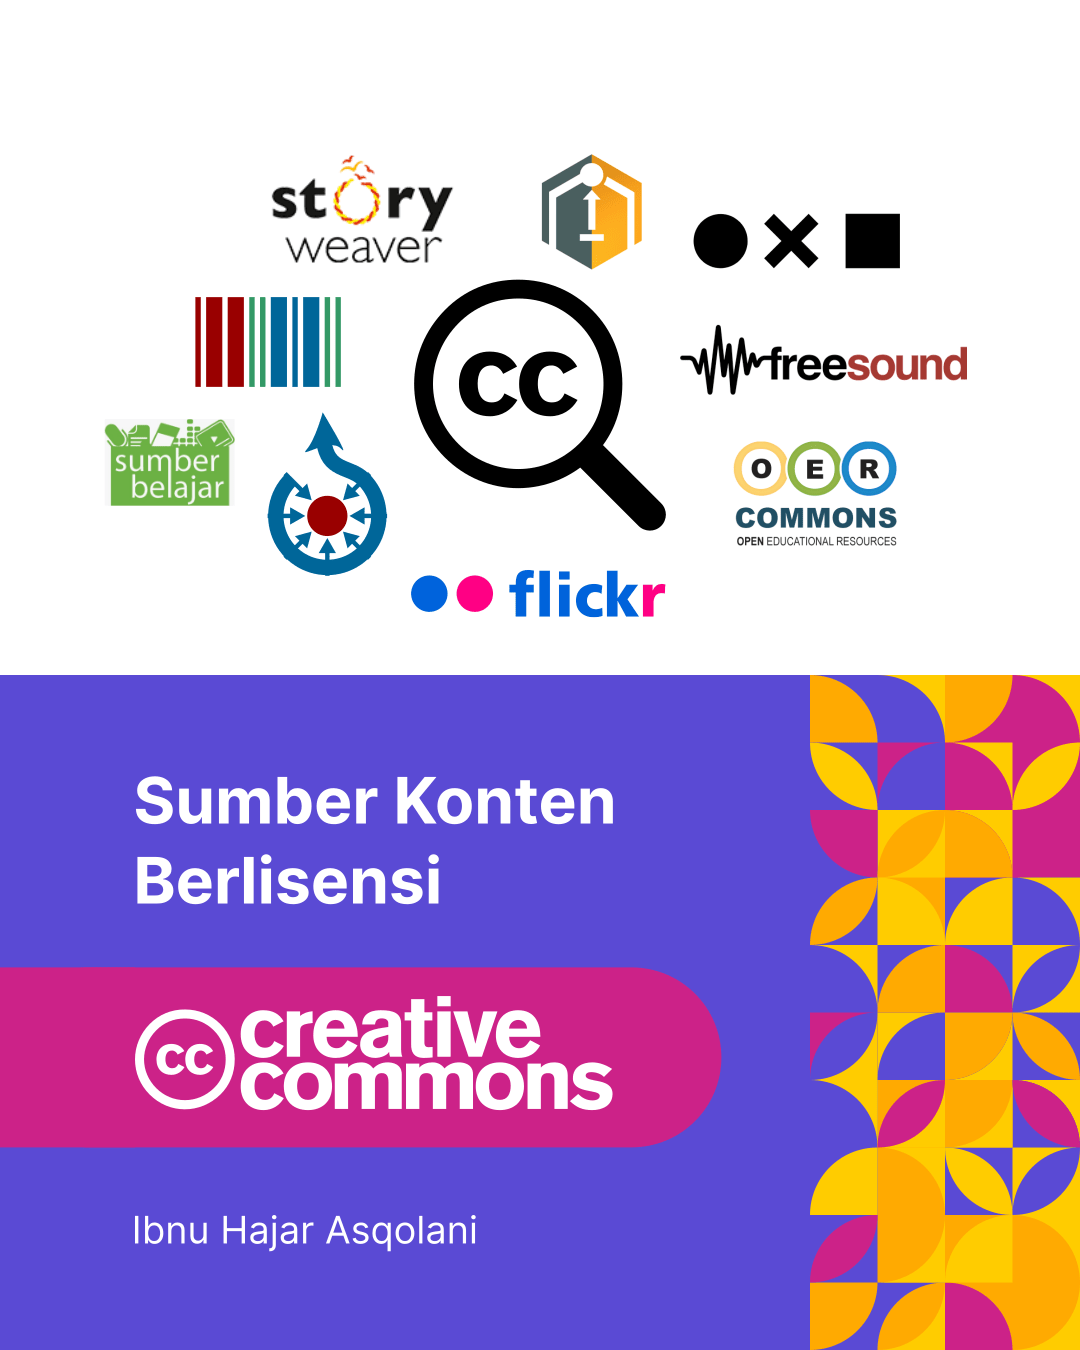 story
weaver
cc
freesound
sumber
belajar
O E R
COMMONS
OPEN EDUCATIONAL RESOURCES
flickr
Sumber Konten
Berlisensi
cc creative
commons
Ibnu Hajar Asqolani